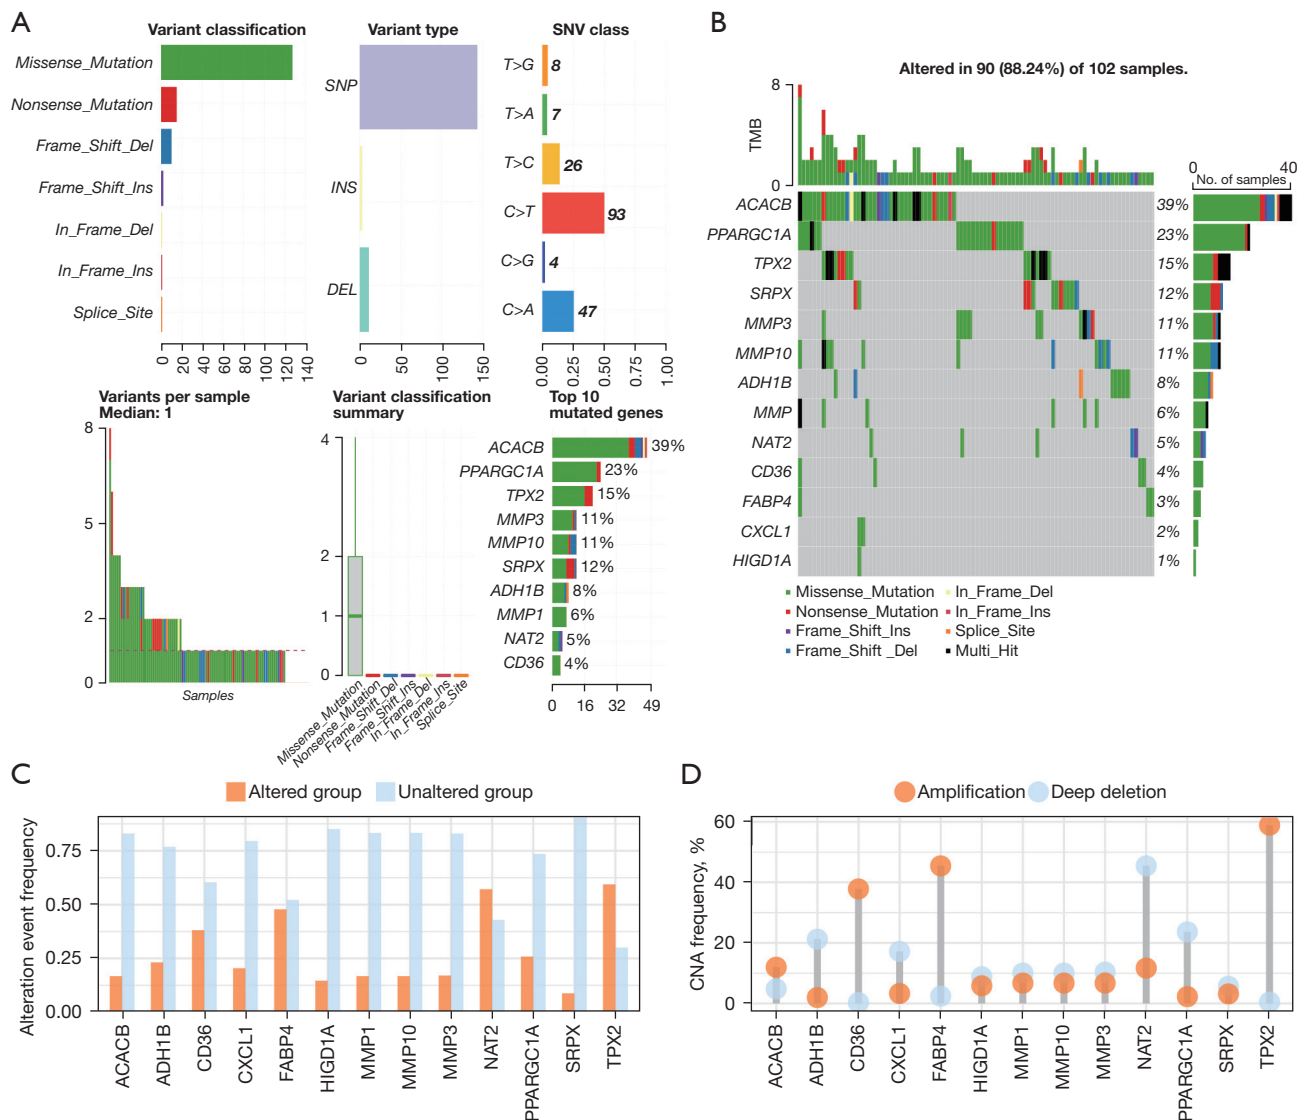 A
Variant classification
Missense_Mutation
Nonsense_Mutation
Frame_Shift_Del
Frame_Shift_Ins
In_Frame_Del
In_Frame_Ins
Splice_Site
0 20 40 60 80 100 120 140
Variant type
SNP
INS
DEL
0 50 100 150
SNV class
T>G 8
T>A 7
T>C 26
C>T 93
C>G 4
C>A 47
0.00 0.25 0.50 0.75 1.00
Variants per sample
Median: 1
8
5
2
0
Samples
Variant classification
summary
4
2
1
0
Missense_Mutation
Nonsense_Mutation
Frame_Shift_Del
Frame_Shift_Ins
In_Frame_Del
In_Frame_Ins
Splice_Site
Top 10
mutated genes
ACACB 39%
PPARGC1A 23%
TPX2 15%
MMP3 11%
MMP10 11%
SRPX 12%
ADH1B 8%
MMP1 6%
NAT2 5%
CD36 4%
0 16 32 49
B
Altered in 90 (88.24%) of 102 samples.
TMB
8
0
0 40
No. of samples
ACACB 39%
PPARGC1A 23%
TPX2 15%
SRPX 12%
MMP3 11%
MMP10 11%
ADH1B 8%
MMP 6%
NAT2 5%
CD36 4%
FABP4 3%
CXCL1 2%
HIGD1A 1%
Missense_Mutation In_Frame_Del
Nonsense_Mutation In_Frame_Ins
Frame_Shift_Ins Splice_Site
Frame_Shift _Del Multi_Hit
C
Altered group Unaltered group
Alteration event frequency
0.75
0.50
0.25
0.00
ACACB ADH1B CD36 CXCL1 FABP4 HIGD1A MMP1 MMP10 MMP3 NAT2 PPARGC1A SRPX TPX2
D
Amplification Deep deletion
CNA frequency, %
60
40
20
0
ACACB ADH1B CD36 CXCL1 FABP4 HIGD1A MMP1 MMP10 MMP3 NAT2 PPARGC1A SRPX TPX2